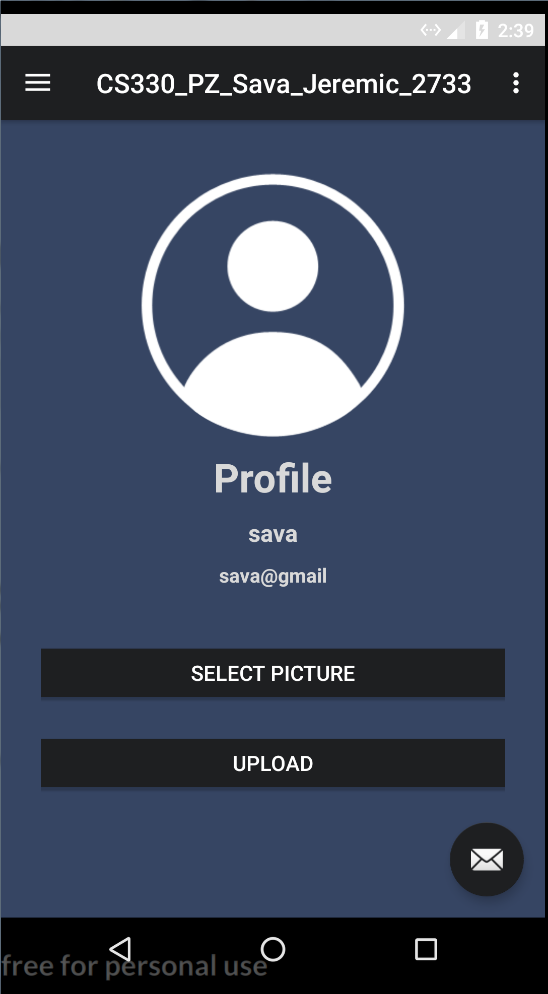 2:39
CS330_PZ_Sava_Jeremic_2733
Profile
sava
sava@gmail
SELECT PICTURE
UPLOAD
free for personal use